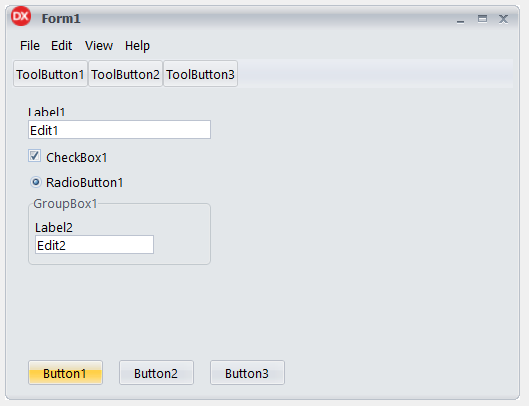 DX Form1
File Edit View Help
ToolButton1 ToolButton2 ToolButton3
Label1
Edit1
CheckBox1
RadioButton1
GroupBox1
Label2
Edit2
Button1 Button2 Button3